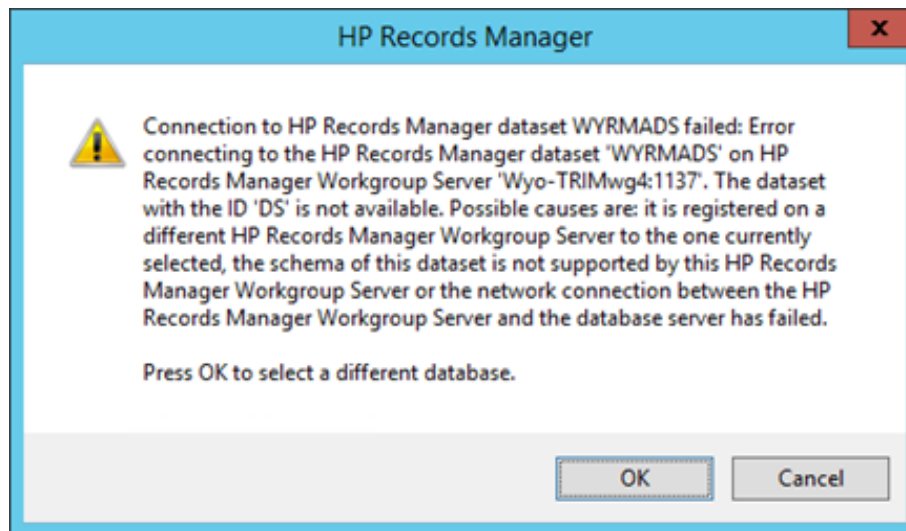 HP Records Manager
x
Connection to HP Records Manager dataset WYRMADS failed: Error
connecting to the HP Records Manager dataset 'WYRMADS' on HP
Records Manager Workgroup Server 'Wyo-TRIMwg4:1137'. The dataset
with the ID 'DS' is not available. Possible causes are: it is registered on a
different HP Records Manager Workgroup Server to the one currently
selected, the schema of this dataset is not supported by this HP Records
Manager Workgroup Server or the network connection between the HP
Records Manager Workgroup Server and the database server has failed.
Press OK to select a different database.
OK
Cancel